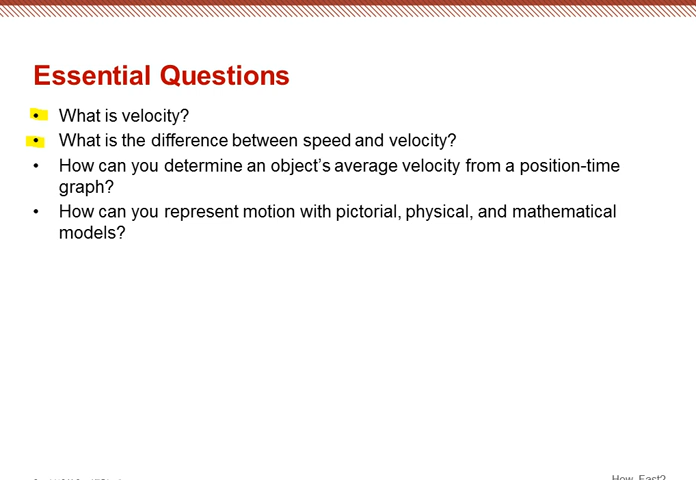 Essential Questions
• What is velocity?
• What is the difference between speed and velocity?
• How can you determine an object's average velocity from a position-time
graph?
• How can you represent motion with pictorial, physical, and mathematical
models?
How Fast?